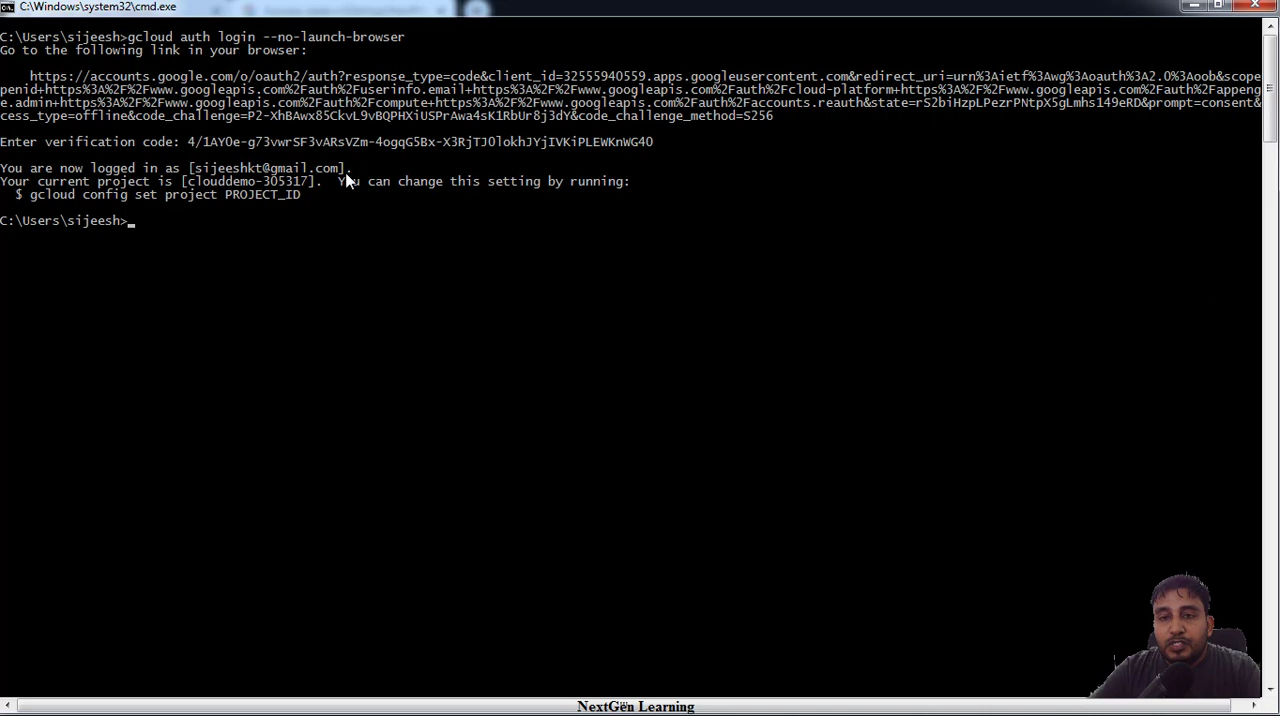 C:\Windows\system32\cmd.exe
C:\Users\sijeesh>gcloud auth login --no-launch-browser
Go to the following link in your browser:
https://accounts.google.com/o/oauth2/auth?response_type=code&client_id=32555940559.apps.googleusercontent.com&redirect_uri=urn%3Aietf%3Awg%3Aoauth%3A2.0%3Aoob&scope
penid+https%3A%2F%2Fwww.googleapis.com%2Fauth%2Fuserinfo.email+https%3A%2F%2Fwww.googleapis.com%2Fauth%2Fcloud-platform+https%3A%2F%2Fwww.googleapis.com%2Fauth%2Fappeng
e.admin+https%3A%2F%2Fwww.googleapis.com%2Fauth%2Fcompute+https%3A%2F%2Fwww.googleapis.com%2Fauth%2Faccounts.reauth&state=rS2biHzpLPezrPNtpX5gLmhs149eRD&prompt=consent&
cess_type=offline&code_challenge=P2-XhBAwx85CkvL9vBQPHXiUSPrAwa4sK1RbUr8j3dY&code_challenge_method=S256
Enter verification code: 4/1AY0e-g73vwrSF3vARsVZm-4ogqG5Bx-X3RjTJ0lokhJYjIVKiPLEWKnWG40
You are now logged in as [sijeeshkt@gmail.com].
Your current project is [clouddemo-305317].  You can change this setting by running:
$ gcloud config set project PROJECT_ID
C:\Users\sijeesh>
NextGen Learning